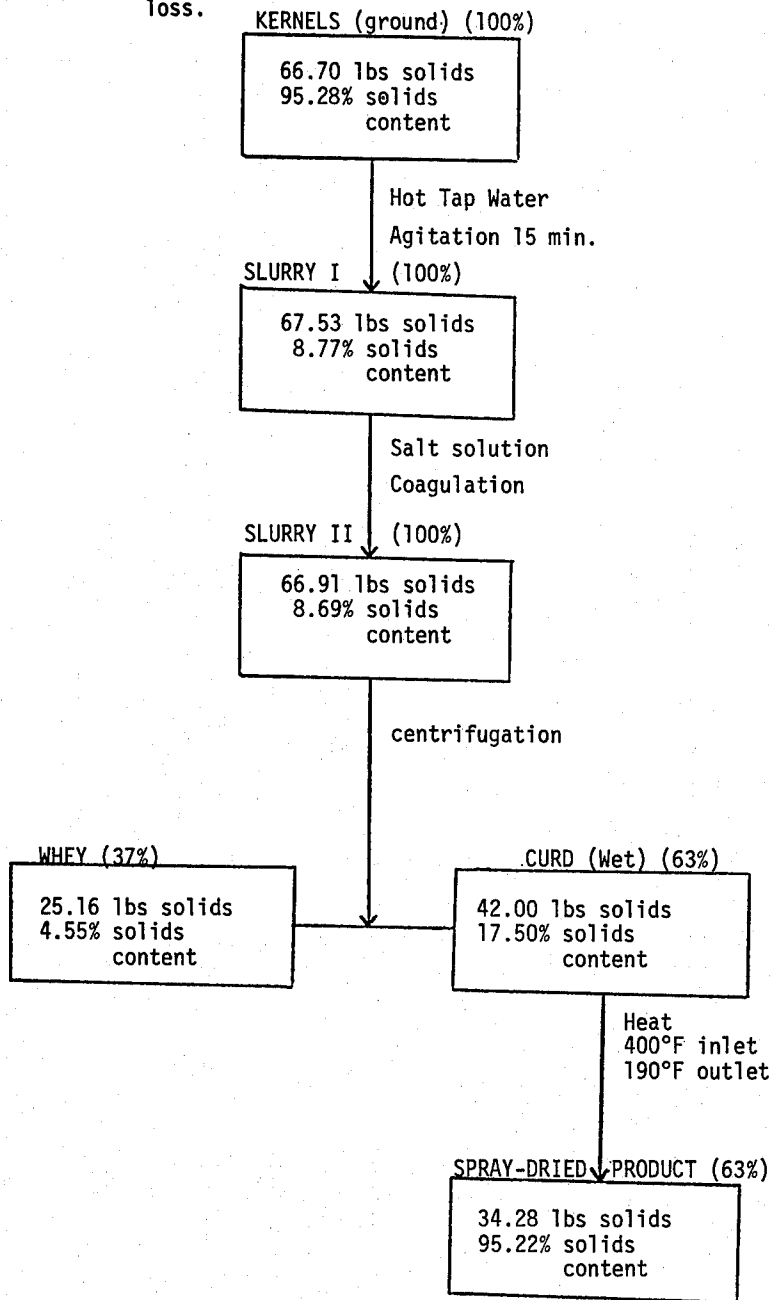 loss.
KERNELS (ground) (100%)
66.70 lbs solids
95.28% solids
content
Hot Tap Water
Agitation 15 min.
SLURRY I (100%)
67.53 lbs solids
8.77% solids
content
Salt solution
Coagulation
SLURRY II (100%)
66.91 lbs solids
8.69% solids
content
centrifugation
WHEY (37%)
25.16 lbs solids
4.55% solids
content
CURD (Wet) (63%)
42.00 lbs solids
17.50% solids
content
Heat
400°F inlet
190°F outlet
SPRAY-DRIED PRODUCT (63%)
34.28 lbs solids
95.22% solids
content